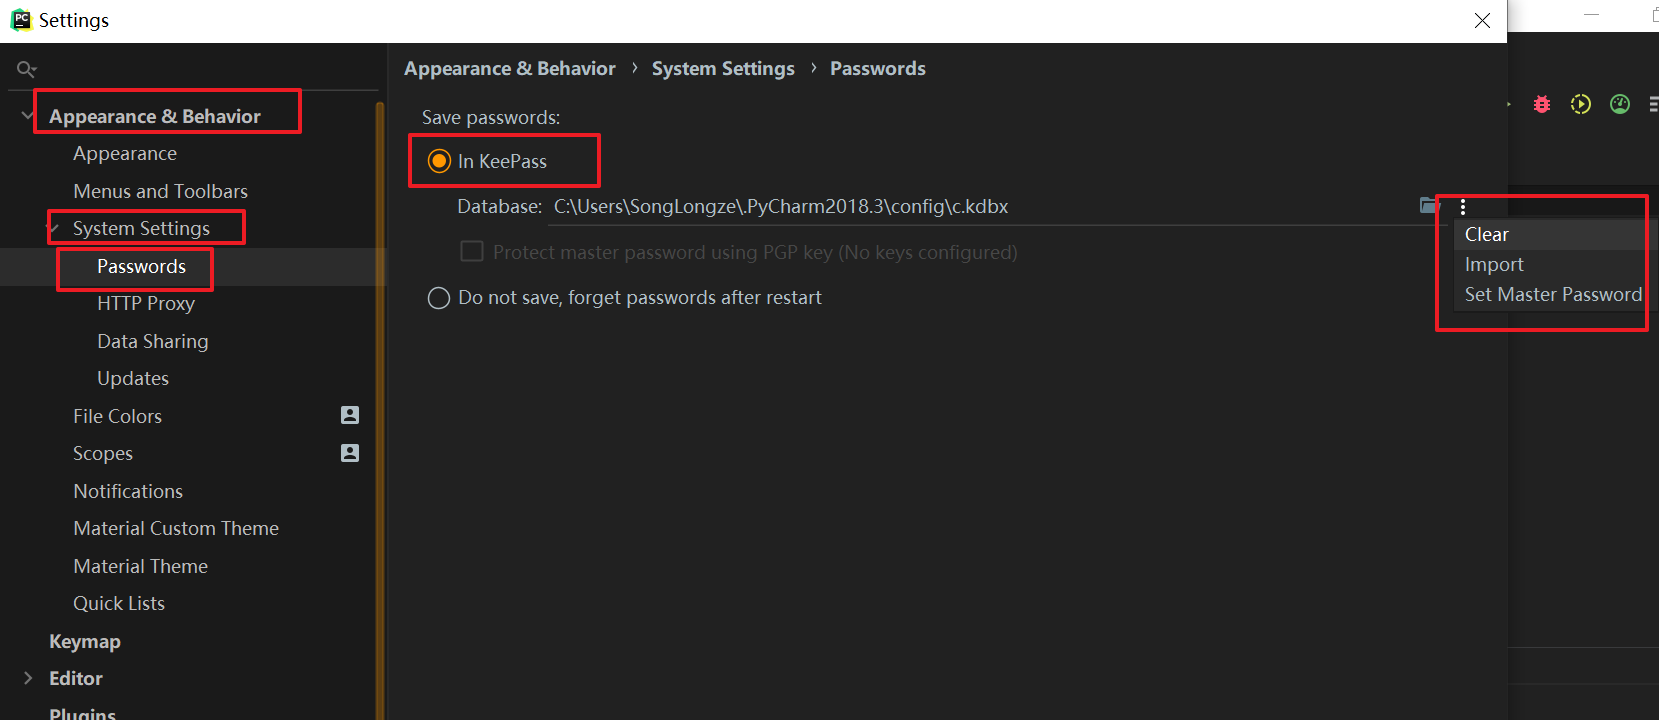 PC
Settings
Appearance & Behavior
Appearance
Menus and Toolbars
System Settings
Passwords
HTTP Proxy
Data Sharing
Updates
File Colors
Scopes
Notifications
Material Custom Theme
Material Theme
Quick Lists
Keymap
Editor
Plugins
Appearance & Behavior › System Settings › Passwords
Save passwords:
In KeePass
Database: C:\Users\SongLongze\.PyCharm2018.3\config\c.kdbx
Protect master password using PGP key (No keys configured)
Do not save, forget passwords after restart
Clear
Import
Set Master Password